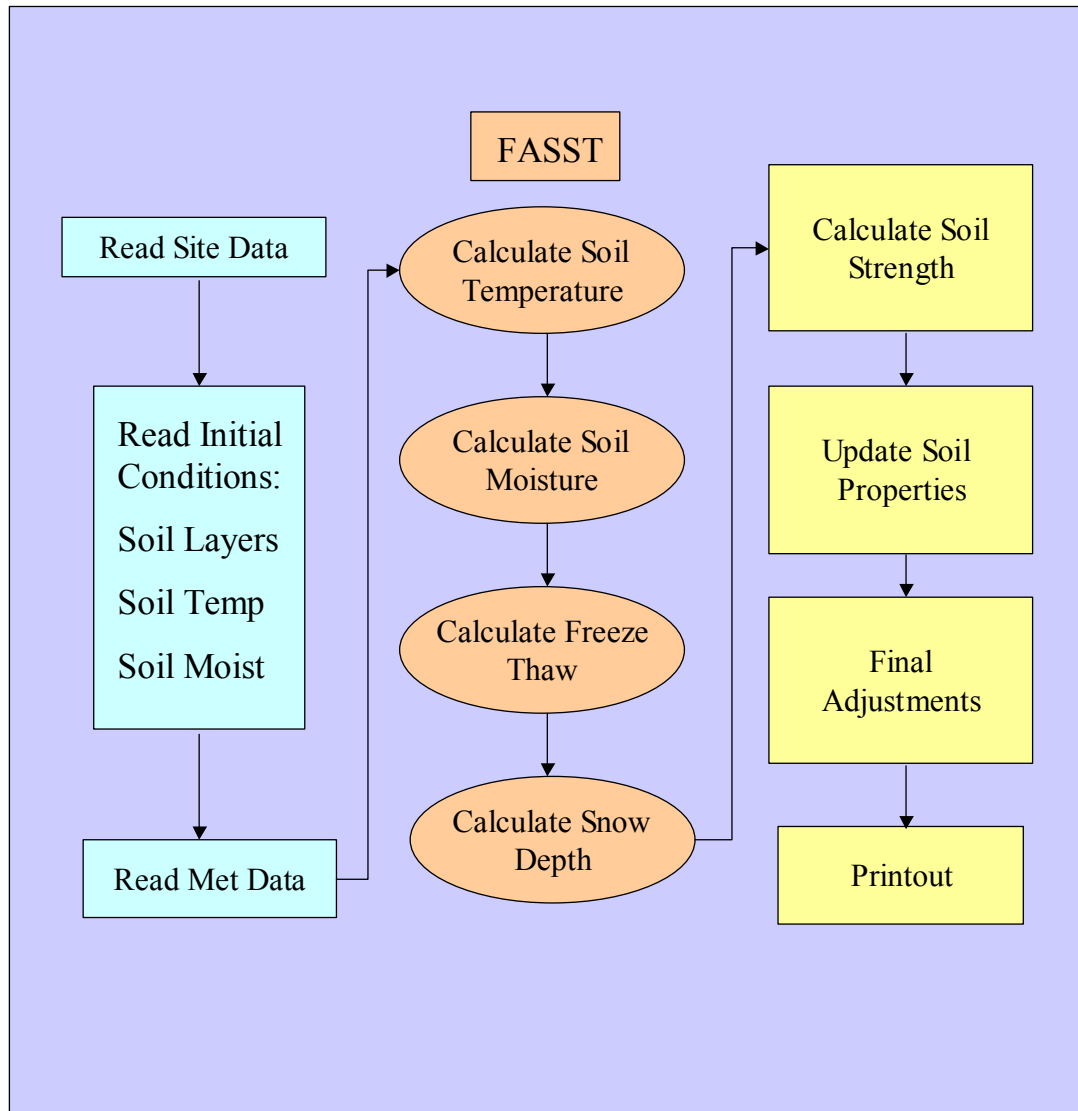 FASST
Read Site Data
Read Initial
Conditions:
Soil Layers
Soil Temp
Soil Moist
Read Met Data
Calculate Soil
Temperature
Calculate Soil
Moisture
Calculate Freeze
Thaw
Calculate Snow
Depth
Calculate Soil
Strength
Update Soil
Properties
Final
Adjustments
Printout